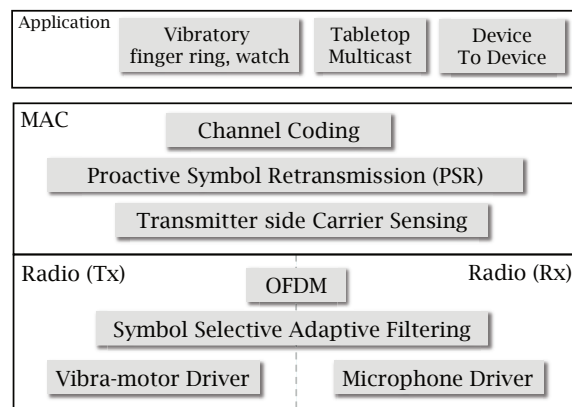 Application
Vibratory
finger ring, watch
Tabletop
Multicast
Device
To Device
MAC
Channel Coding
Proactive Symbol Retransmission (PSR)
Transmitter side Carrier Sensing
Radio (Tx)
Radio (Rx)
OFDM
Symbol Selective Adaptive Filtering
Vibra-motor Driver
Microphone Driver